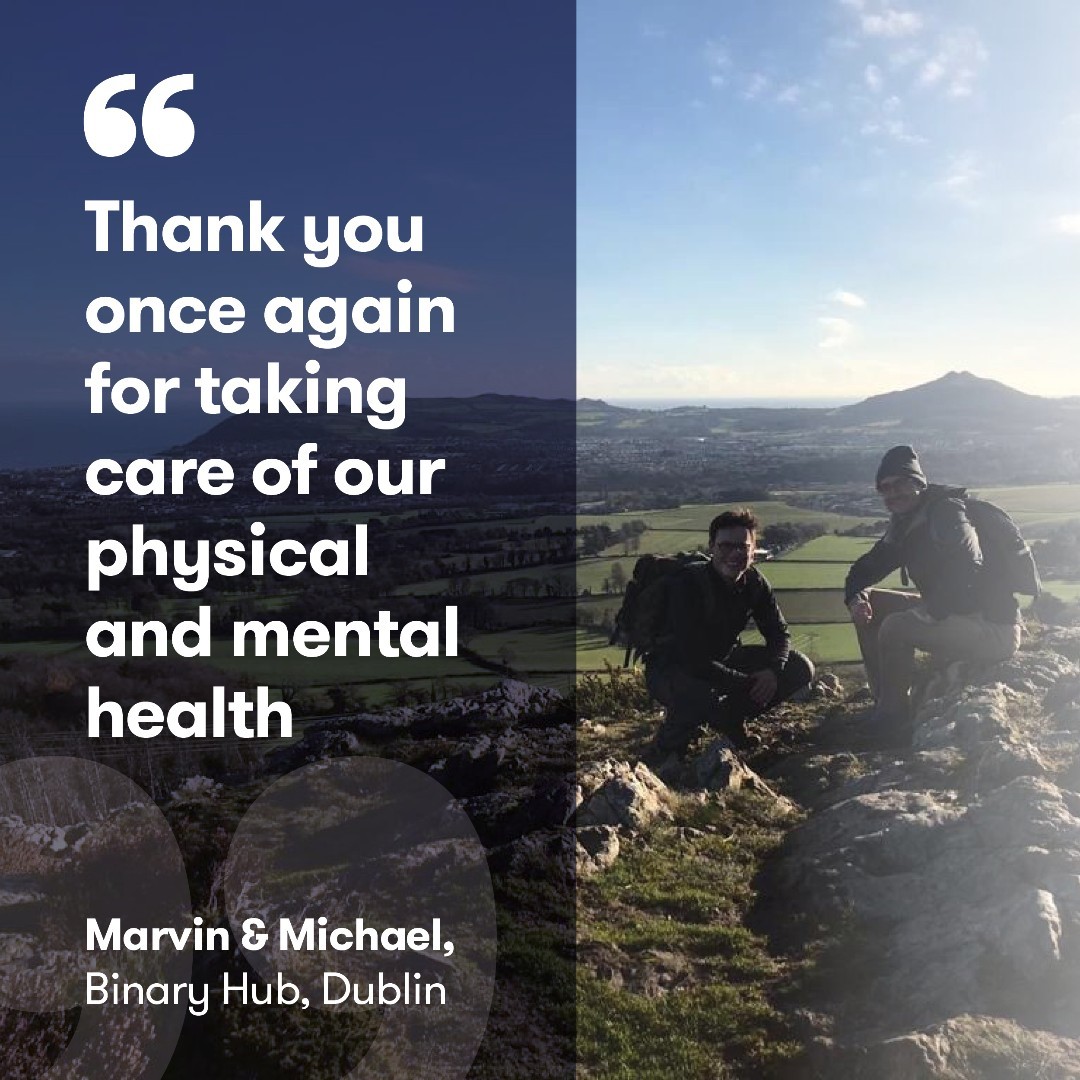 “
Thank you
once again
for taking
care of our
physical
and mental
health
Marvin & Michael,
Binary Hub, Dublin